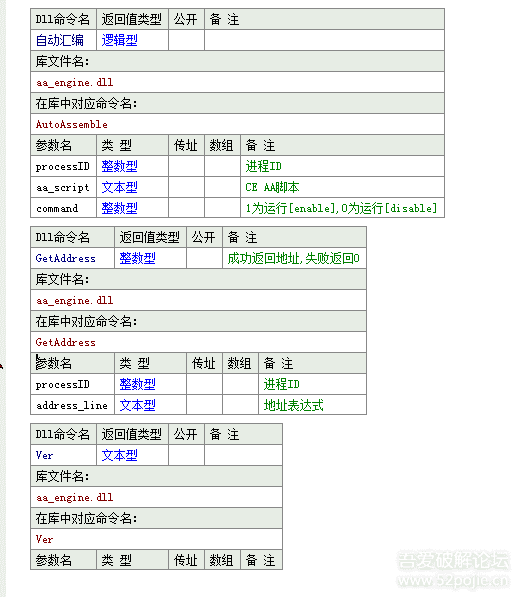 Dll命令名 返回值类型 公开 备 注
自动汇编 逻辑型
库文件名:
aa_engine.dll
在库中对应命令名:
AutoAssemble
参数名 类 型 传址 数组 备 注
processID 整数型 进程ID
aa_script 文本型 CE AA脚本
command 整数型 1为运行[enable],0为运行[disable]
Dll命令名 返回值类型 公开 备 注
GetAddress 整数型 成功返回地址,失败返回0
库文件名:
aa_engine.dll
在库中对应命令名:
GetAddress
参数名 类 型 传址 数组 备 注
processID 整数型 进程ID
address_line 文本型 地址表达式
Dll命令名 返回值类型 公开 备 注
Ver 文本型
库文件名:
aa_engine.dll
在库中对应命令名:
Ver
参数名 类 型 传址 数组 备 注
吾爱破解论坛
www.52pojie.cn